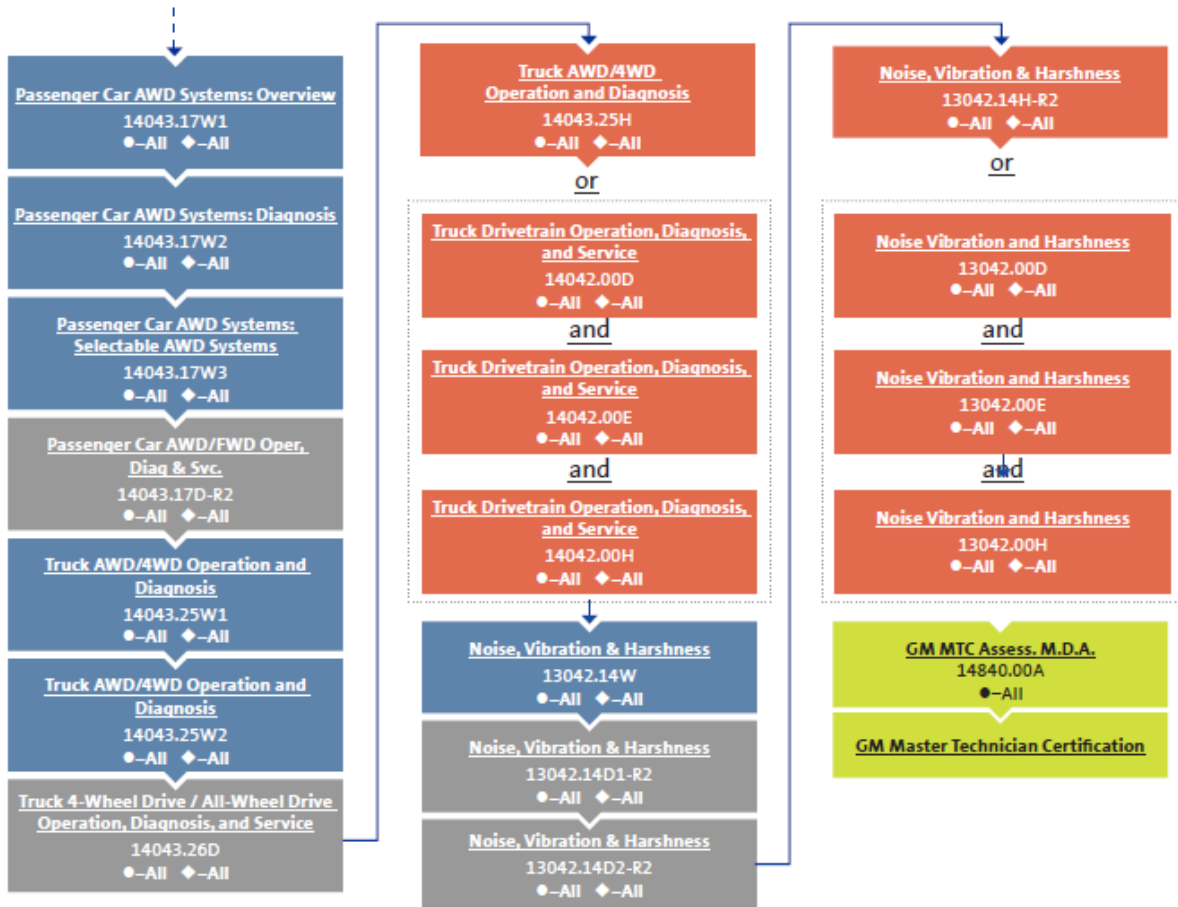 Passenger Car AWD Systems: Overview
14043.17W1
●–All ◆–All
Passenger Car AWD Systems: Diagnosis
14043.17W2
●–All ◆–All
Passenger Car AWD Systems:
Selectable AWD Systems
14043.17W3
●–All ◆–All
Passenger Car AWD/FWD Oper,
Diag & Svc.
14043.17D-R2
●–All ◆–All
Truck AWD/4WD Operation and
Diagnosis
14043.25W1
●–All ◆–All
Truck AWD/4WD Operation and
Diagnosis
14043.25W2
●–All ◆–All
Truck 4-Wheel Drive / All-Wheel Drive
Operation, Diagnosis, and Service
14043.26D
●–All ◆–All
Truck AWD/4WD
Operation and Diagnosis
14043.25H
●–All ◆–All
or
Truck Drivetrain Operation, Diagnosis,
and Service
14042.00D
●–All ◆–All
and
Truck Drivetrain Operation, Diagnosis,
and Service
14042.00E
●–All ◆–All
and
Truck Drivetrain Operation, Diagnosis,
and Service
14042.00H
●–All ◆–All
Noise, Vibration & Harshness
13042.14W
●–All ◆–All
Noise, Vibration & Harshness
13042.14D1-R2
●–All ◆–All
Noise, Vibration & Harshness
13042.14D2-R2
●–All ◆–All
Noise, Vibration & Harshness
13042.14H-R2
●–All ◆–All
or
Noise Vibration and Harshness
13042.00D
●–All ◆–All
and
Noise Vibration and Harshness
13042.00E
●–All ◆–All
and
Noise Vibration and Harshness
13042.00H
●–All ◆–All
GM MTC Assess. M.D.A.
14840.00A
●–All
GM Master Technician Certification